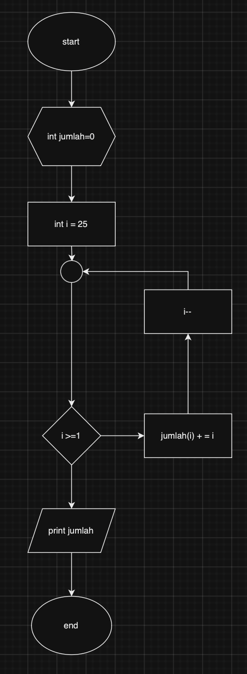 start
int jumlah=0
int i = 25
i--
i >=1
jumlah(i) + = i
print jumlah
end